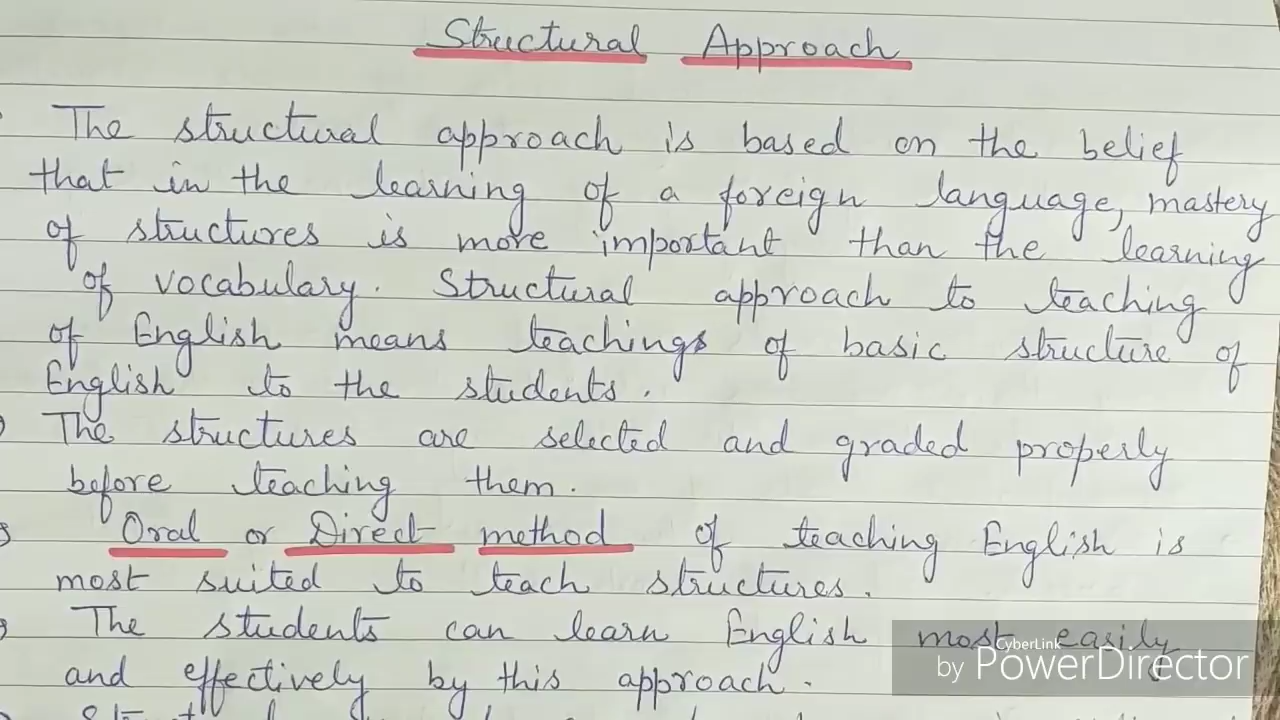 Structural Approach
The structural approach is based on the belief
that in the learning of a foreign language, mastery
of structures is more important than the learning
of vocabulary. Structural approach to teaching
of English means teachings of basic structure of
English to the students.
The structures are selected and graded properly
before teaching them.
Oral or Direct method of teaching English is
most suited to teach structures.
The students can learn English most easily
and effectively by this approach.
CyberLink
by PowerDirector